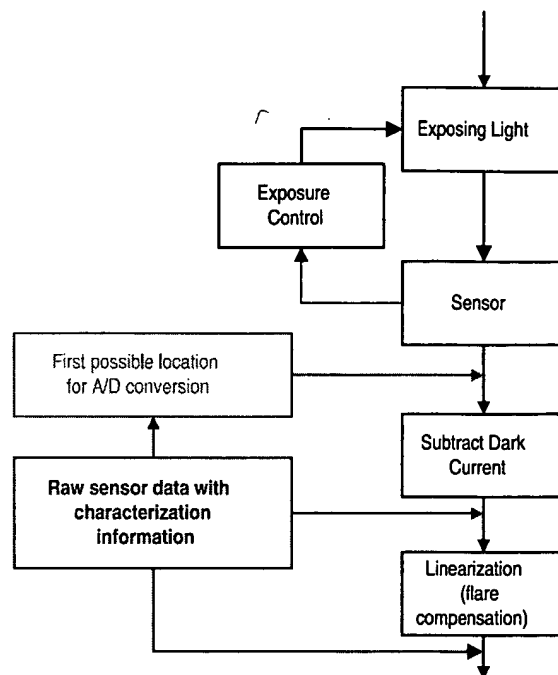 Exposing Light
Exposure
Control
Sensor
First possible location
for A/D conversion
Subtract Dark
Current
Raw sensor data with
characterization
information
Linearization
(flare
compensation)